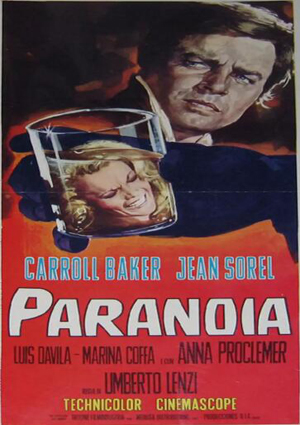 CARROLL BAKER JEAN SOREL
PARANOIA
LUIS DAVILA - MARINA COFFA con ANNA PROCLEMER
REGIA DI
UMBERTO LENZI
TECHNICOLOR CINEMASCOPE